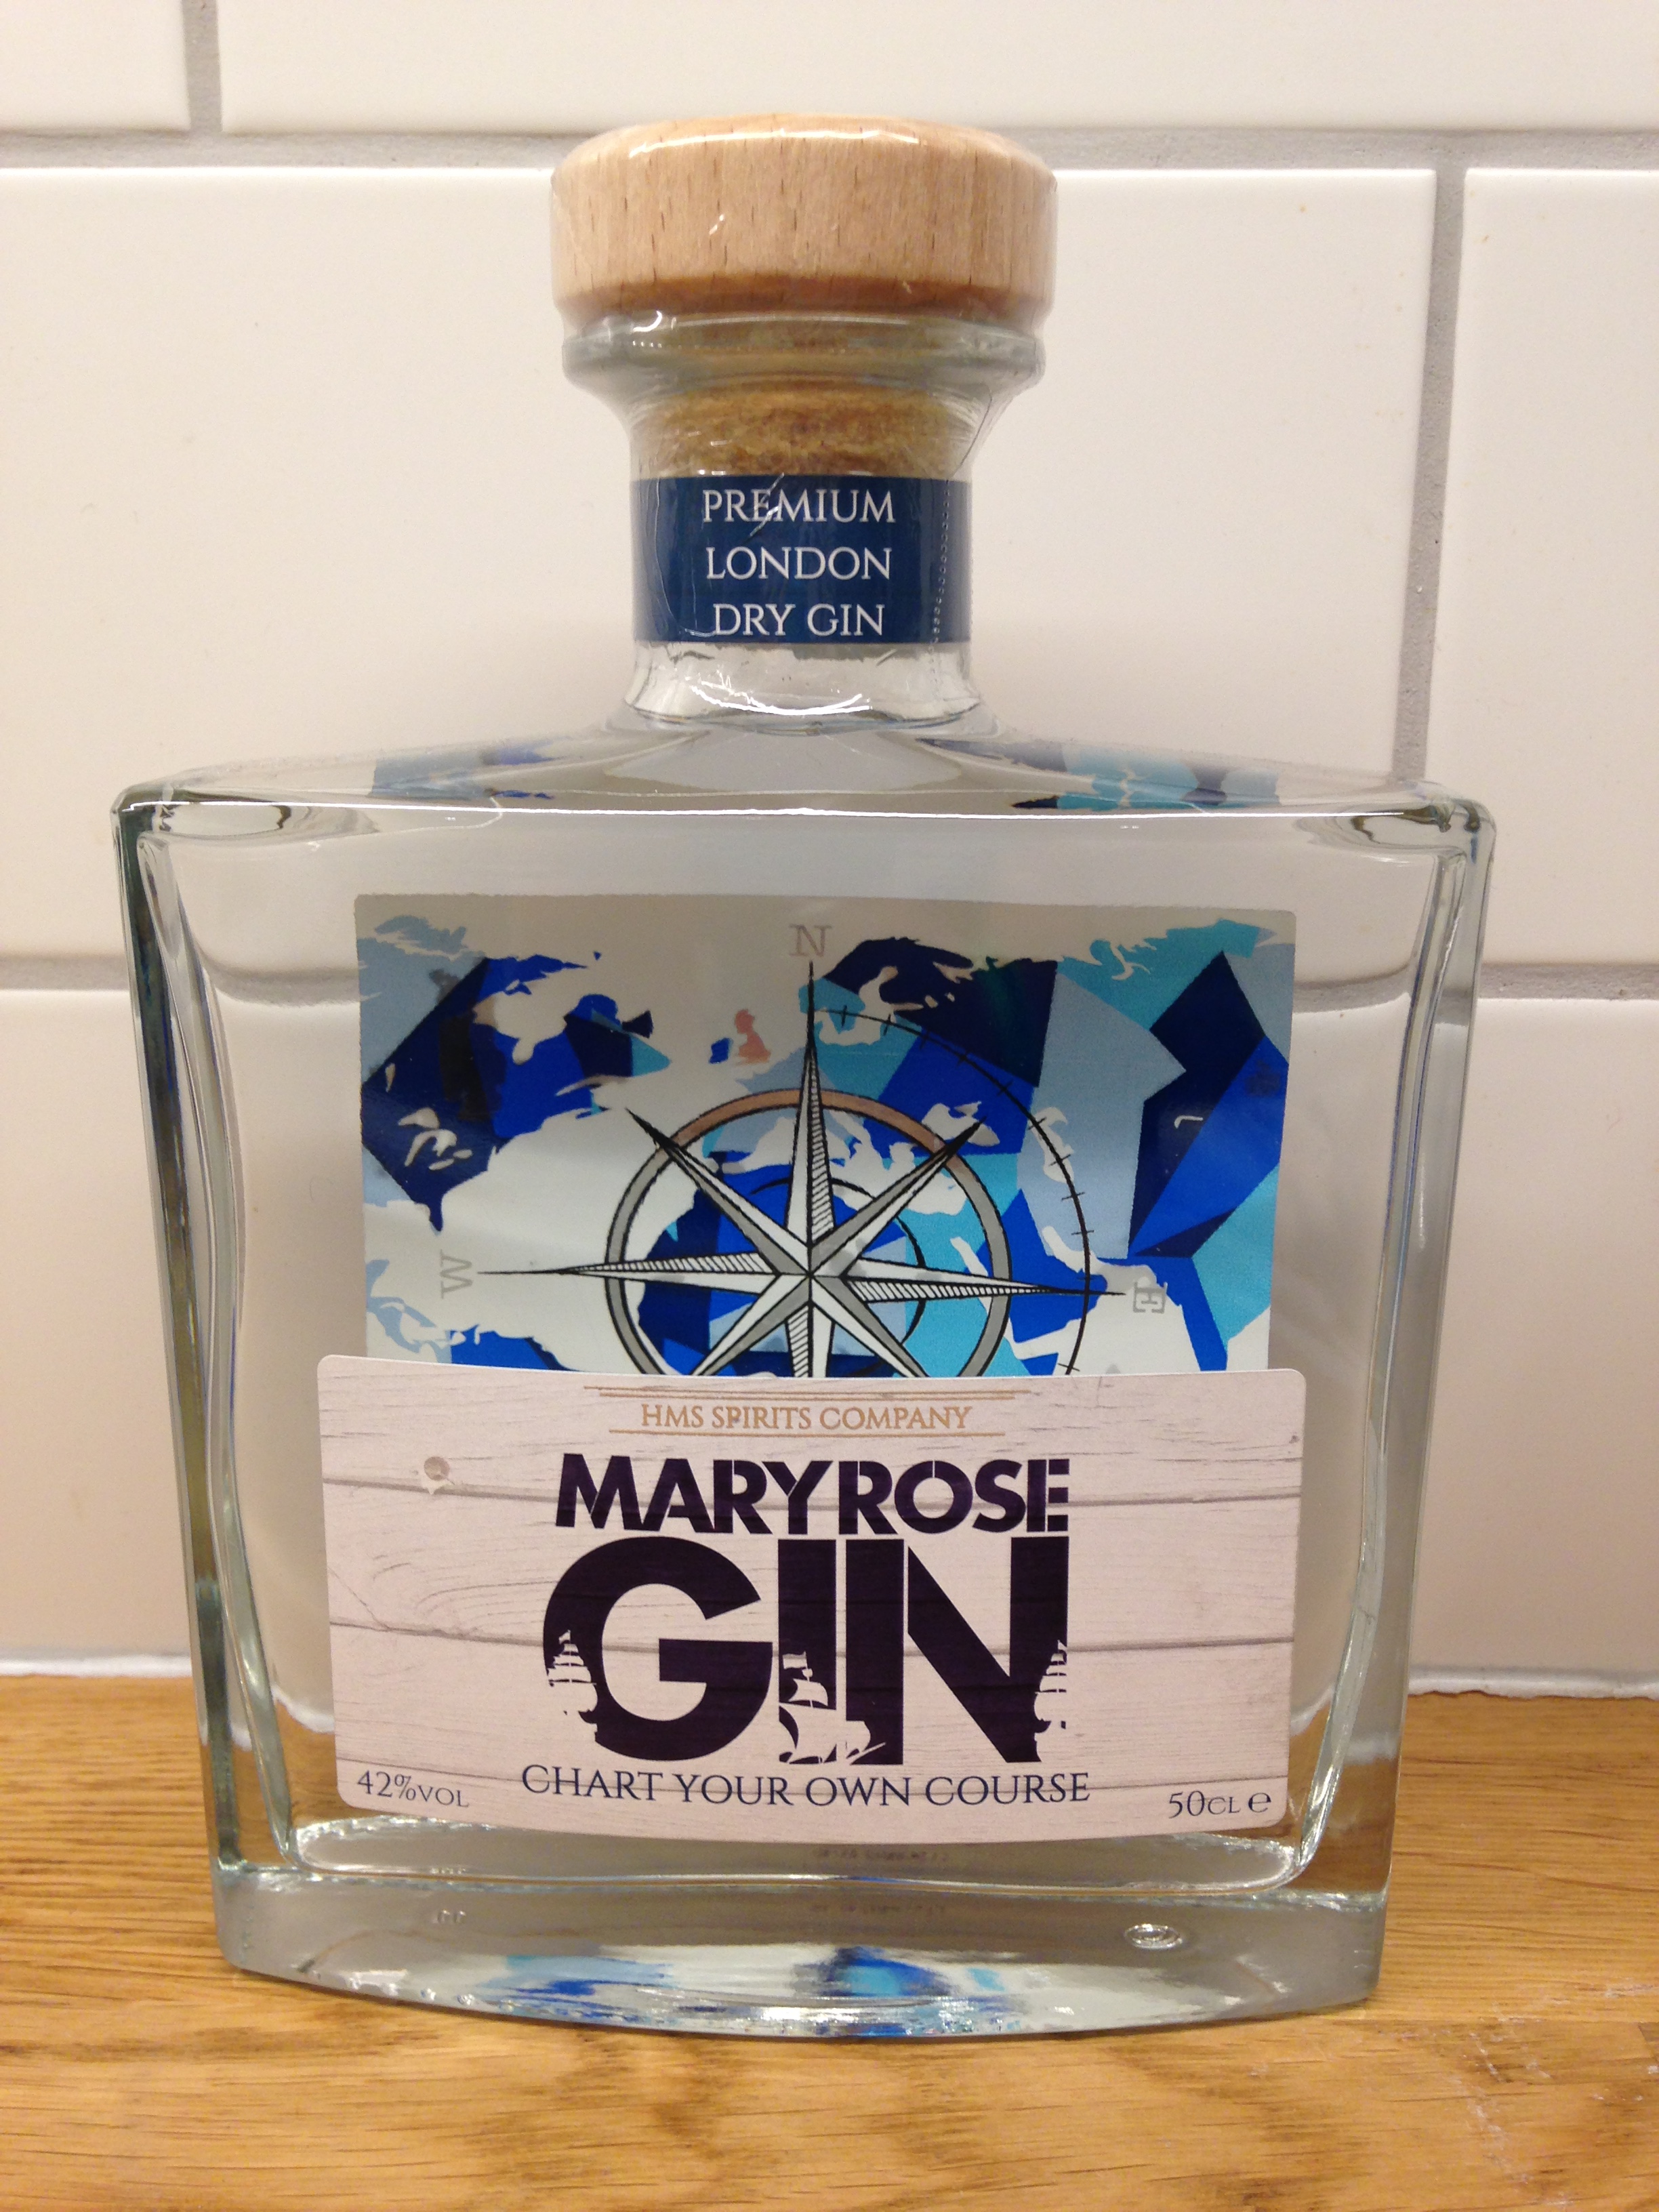 PREMIUM
LONDON
DRY GIN
N
W
E
HMS SPIRITS COMPANY
MARY ROSE
GIN
CHART YOUR OWN COURSE
42%VOL
50CL ℮